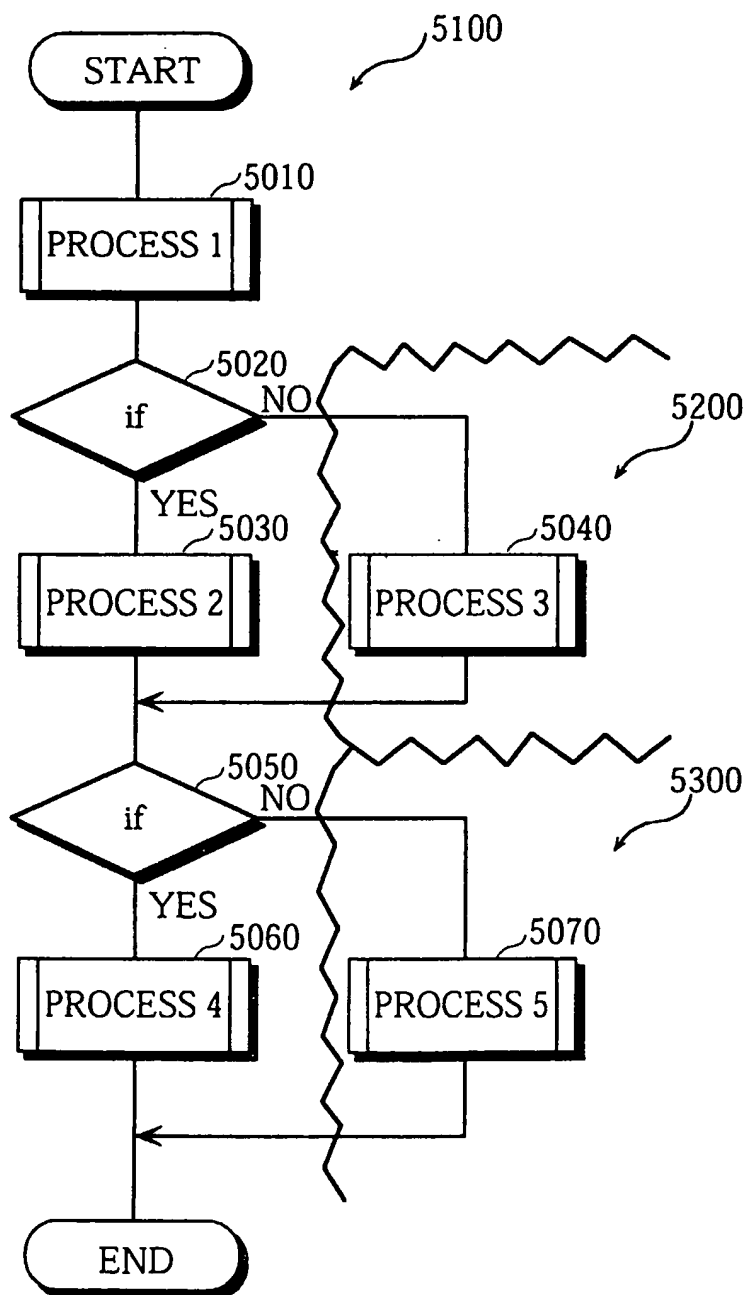 5100
START
5010
PROCESS 1
5020
if
NO
5200
YES
5030
5040
PROCESS 2
PROCESS 3
5050
if
NO
5300
YES
5060
5070
PROCESS 4
PROCESS 5
END